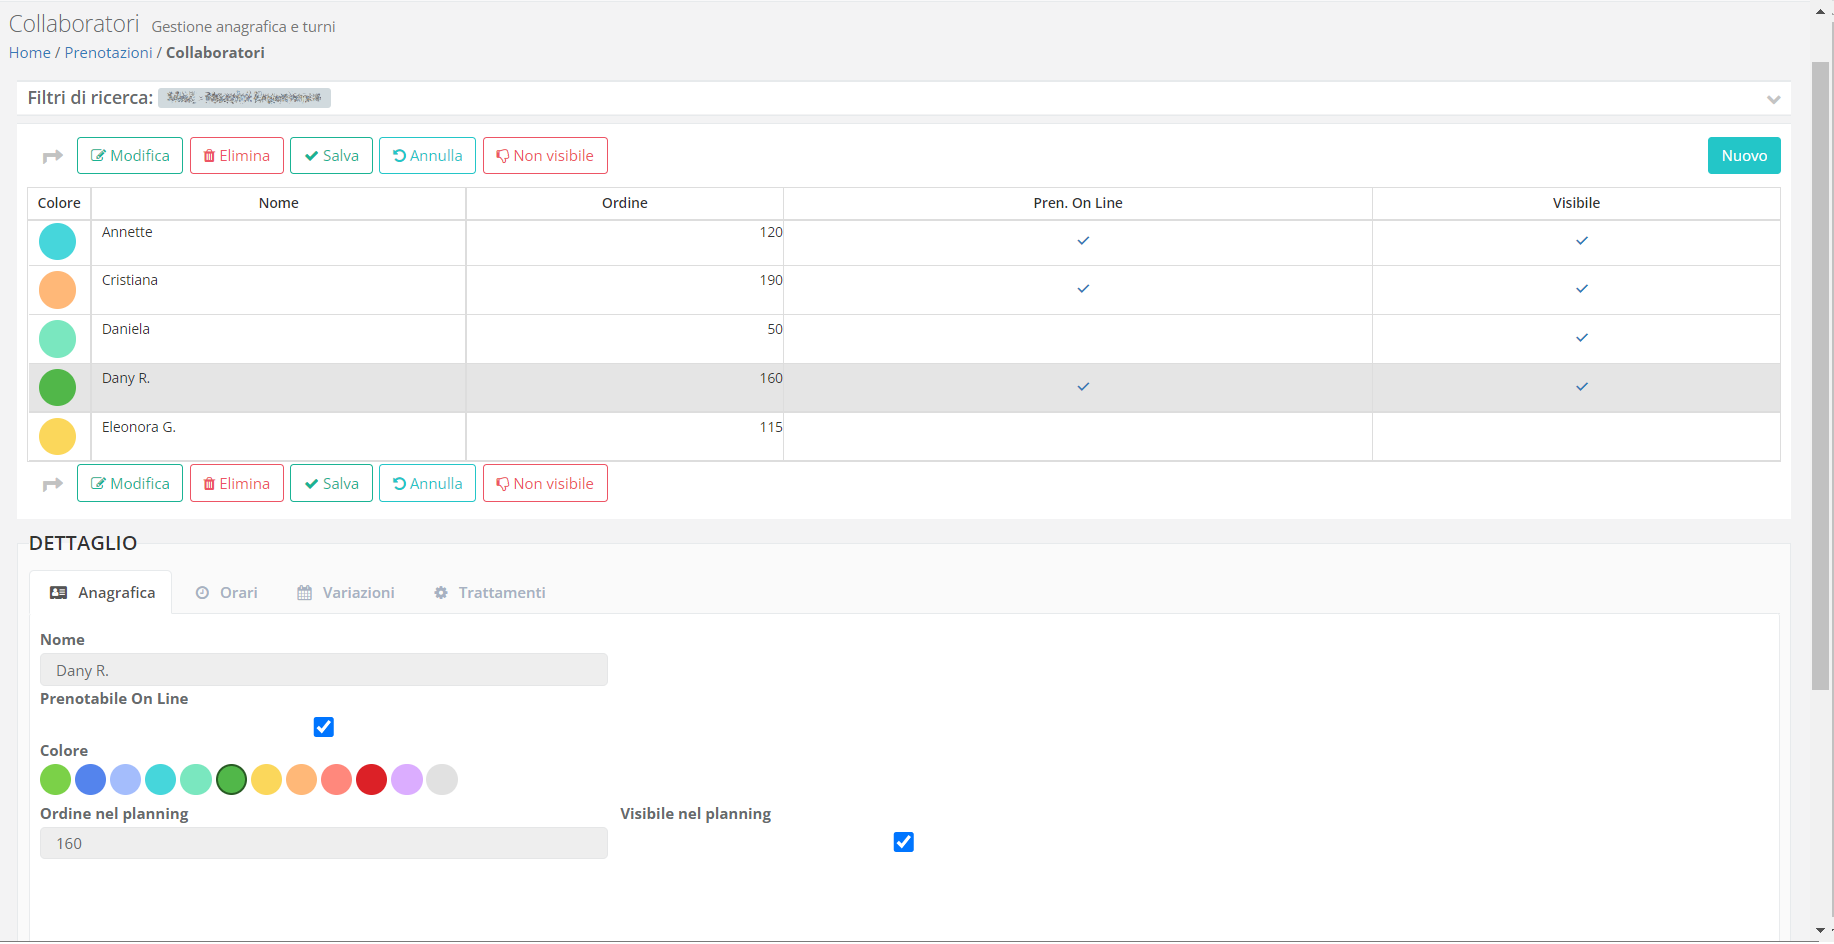 Collaboratori Gestione anagrafica e turni
Home / Prenotazioni / Collaboratori
Filtri di ricerca:
Modifica Elimina Salva Annulla Non visibile Nuovo
Colore Nome Ordine Pren. On Line Visibile
Annette 120
Cristiana 190
Daniela 50
Dany R. 160
Eleonora G. 115
Modifica Elimina Salva Annulla Non visibile
DETTAGLIO
Anagrafica Orari Variazioni Trattamenti
Nome
Dany R.
Prenotabile On Line
Colore
Ordine nel planning Visibile nel planning
160